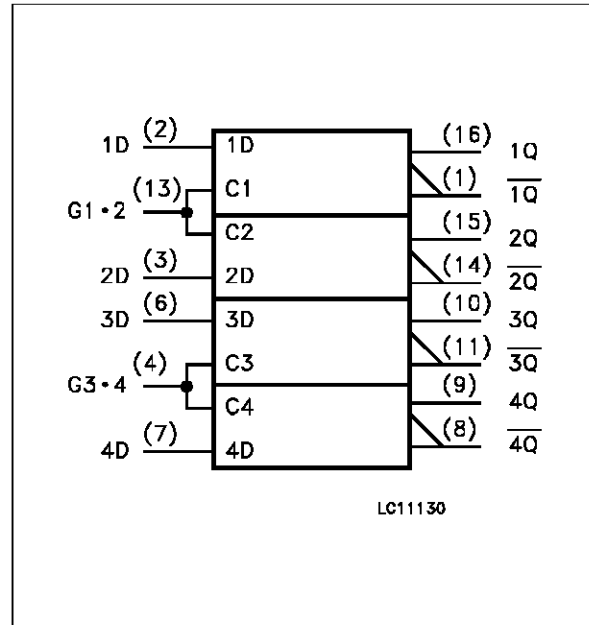 1D (2) 1D (16) 1Q
G1•2 (13) C1 (1) 1Q̅
C2 (15) 2Q
2D (3) 2D (14) 2Q̅
3D (6) 3D (10) 3Q
G3•4 (4) C3 (11) 3Q̅
C4 (9) 4Q
4D (7) 4D (8) 4Q̅
LC11130